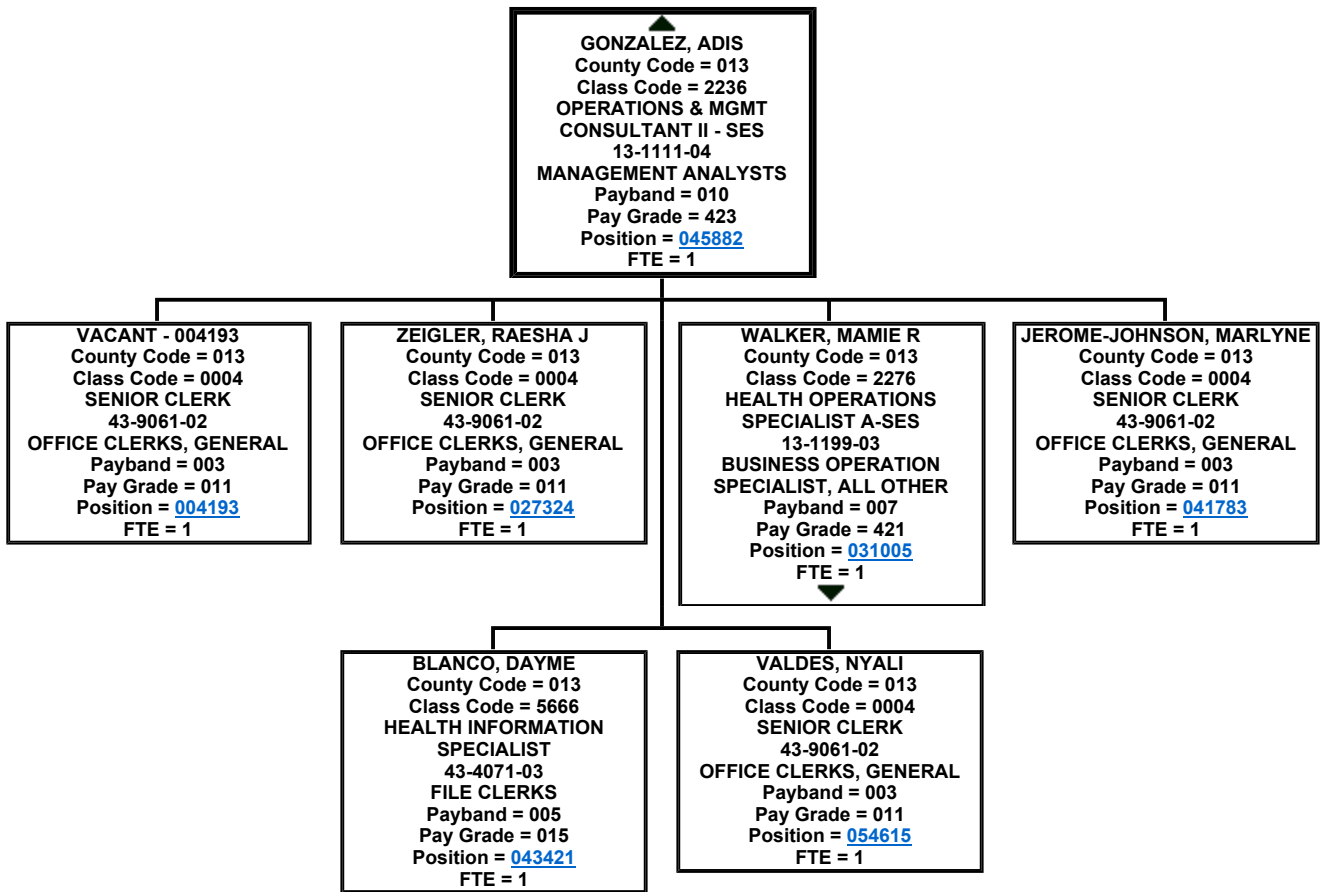 GONZALEZ, ADIS
County Code = 013
Class Code = 2236
OPERATIONS & MGMT
CONSULTANT II - SES
13-1111-04
MANAGEMENT ANALYSTS
Payband = 010
Pay Grade = 423
Position = 045882
FTE = 1
VACANT - 004193
County Code = 013
Class Code = 0004
SENIOR CLERK
43-9061-02
OFFICE CLERKS, GENERAL
Payband = 003
Pay Grade = 011
Position = 004193
FTE = 1
ZEIGLER, RAESHA J
County Code = 013
Class Code = 0004
SENIOR CLERK
43-9061-02
OFFICE CLERKS, GENERAL
Payband = 003
Pay Grade = 011
Position = 027324
FTE = 1
WALKER, MAMIE R
County Code = 013
Class Code = 2276
HEALTH OPERATIONS
SPECIALIST A-SES
13-1199-03
BUSINESS OPERATION
SPECIALIST, ALL OTHER
Payband = 007
Pay Grade = 421
Position = 031005
FTE = 1
JEROME-JOHNSON, MARLYNE
County Code = 013
Class Code = 0004
SENIOR CLERK
43-9061-02
OFFICE CLERKS, GENERAL
Payband = 003
Pay Grade = 011
Position = 041783
FTE = 1
BLANCO, DAYME
County Code = 013
Class Code = 5666
HEALTH INFORMATION
SPECIALIST
43-4071-03
FILE CLERKS
Payband = 005
Pay Grade = 015
Position = 043421
FTE = 1
VALDES, NYALI
County Code = 013
Class Code = 0004
SENIOR CLERK
43-9061-02
OFFICE CLERKS, GENERAL
Payband = 003
Pay Grade = 011
Position = 054615
FTE = 1